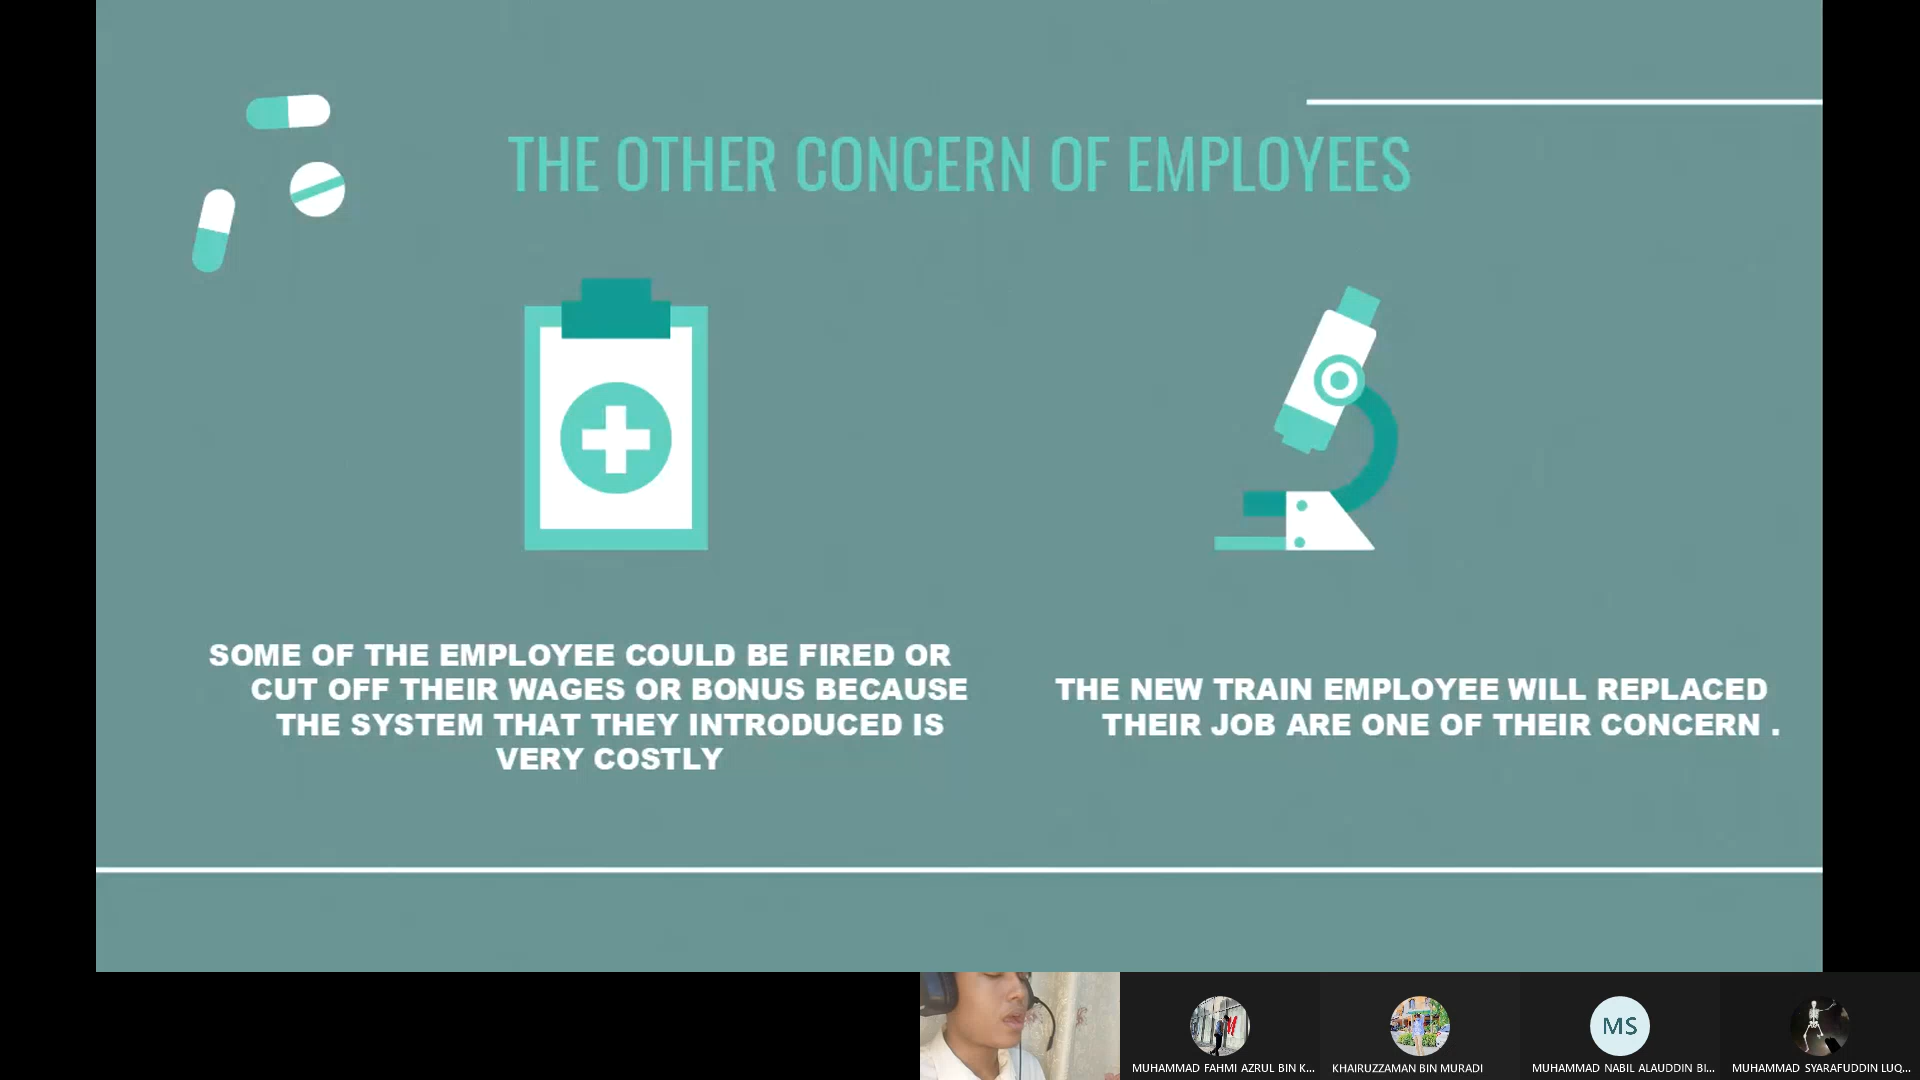 THE OTHER CONCERN OF EMPLOYEES
SOME OF THE EMPLOYEE COULD BE FIRED OR
CUT OFF THEIR WAGES OR BONUS BECAUSE
THE SYSTEM THAT THEY INTRODUCED IS
VERY COSTLY
THE NEW TRAIN EMPLOYEE WILL REPLACED
THEIR JOB ARE ONE OF THEIR CONCERN .
MS
MUHAMMAD FAHMI AZRUL BIN K...
KHAIRUZZAMAN BIN MURADI
MUHAMMAD NABIL ALAUDDIN BI...
MUHAMMAD SYARAFUDDIN LUQ...